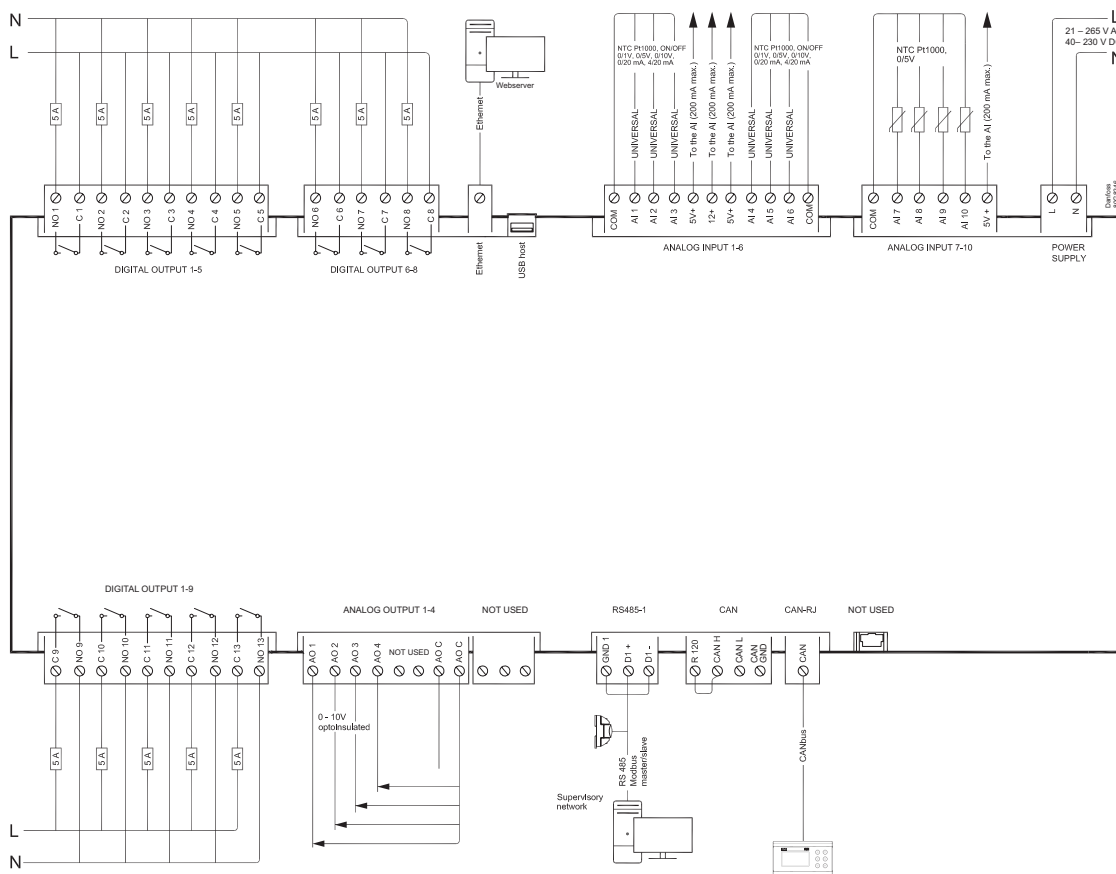 N
L
5 A
5 A
5 A
5 A
5 A
5 A
5 A
5 A
Webserver
Ethernet
NTC Pt1000, ON/OFF
0/1V, 0/5V, 0/10V,
0/20 mA, 4/20 mA
UNIVERSAL
UNIVERSAL
UNIVERSAL
To the AI (200 mA max.)
To the AI (200 mA max.)
To the AI (200 mA max.)
NTC Pt1000, ON/OFF
0/1V, 0/5V, 0/10V,
0/20 mA, 4/20 mA
UNIVERSAL
UNIVERSAL
UNIVERSAL
NTC Pt1000,
0/5V
To the AI (200 mA max.)
L
21 – 265 V A
40– 230 V D
N
NO 1
C 1
NO 2
C 2
NO 3
C 3
NO 4
C 4
NO 5
C 5
DIGITAL OUTPUT 1-5
NO 6
C 6
NO 7
C 7
NO 8
C 8
DIGITAL OUTPUT 6-8
Ethernet
USB host
COM
AI 1
AI 2
AI 3
5V+
12+
5V+
AI 4
AI 5
AI 6
COM
ANALOG INPUT 1-6
COM
AI 7
AI 8
AI 9
AI 10
5V +
ANALOG INPUT 7-10
L
N
POWER
SUPPLY
Danfoss
DIGITAL OUTPUT 1-9
C 9
NO 9
C 10
NO 10
C 11
NO 11
C 12
NO 12
C 13
NO 13
5 A
5 A
5 A
5 A
5 A
L
N
ANALOG OUTPUT 1-4
AO 1
AO 2
AO 3
AO 4
NOT USED
AO C
AO C
0 - 10V
optoInsulated
NOT USED
RS485-1
GND 1
D1 +
D1 -
RS 485
Modbus
master/slave
Supervisory
network
CAN
R 120
CAN H
CAN L
CAN
GND
CAN-RJ
CAN
CANbus
NOT USED